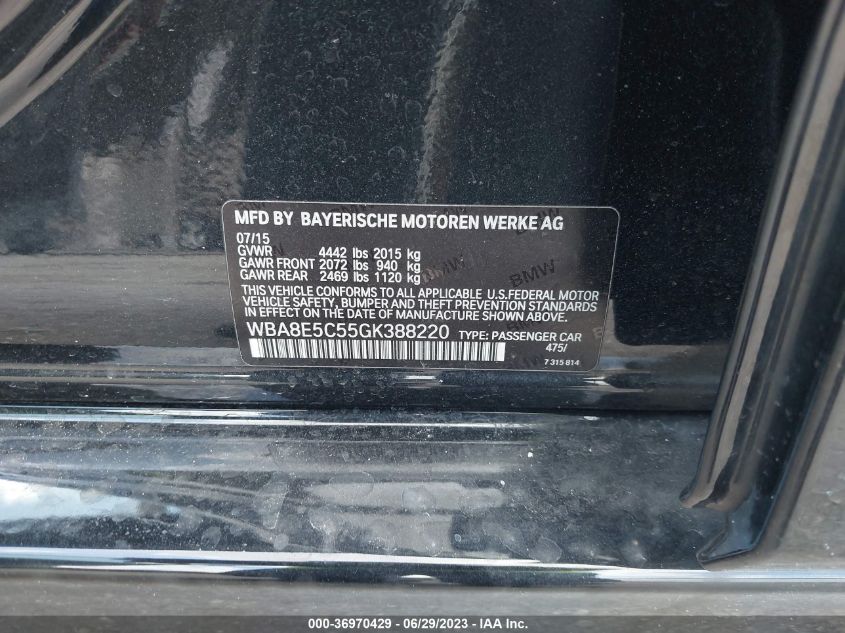 MFD BY BAYERISCHE MOTOREN WERKE AG
07/15
GVWR 4442 lbs 2015 kg
GAWR FRONT 2072 lbs 940 kg
GAWR REAR 2469 lbs 1120 kg
THIS VEHICLE CONFORMS TO ALL APPLICABLE U.S.FEDERAL MOTOR
VEHICLE SAFETY, BUMPER AND THEFT PREVENTION STANDARDS
IN EFFECT ON THE DATE OF MANUFACTURE SHOWN ABOVE.
WBA8E5C55GK388220 TYPE: PASSENGER CAR
475/
7 315 814
BMW
BMW
BMW
000-36970429 - 06/29/2023 - © IAA Inc.